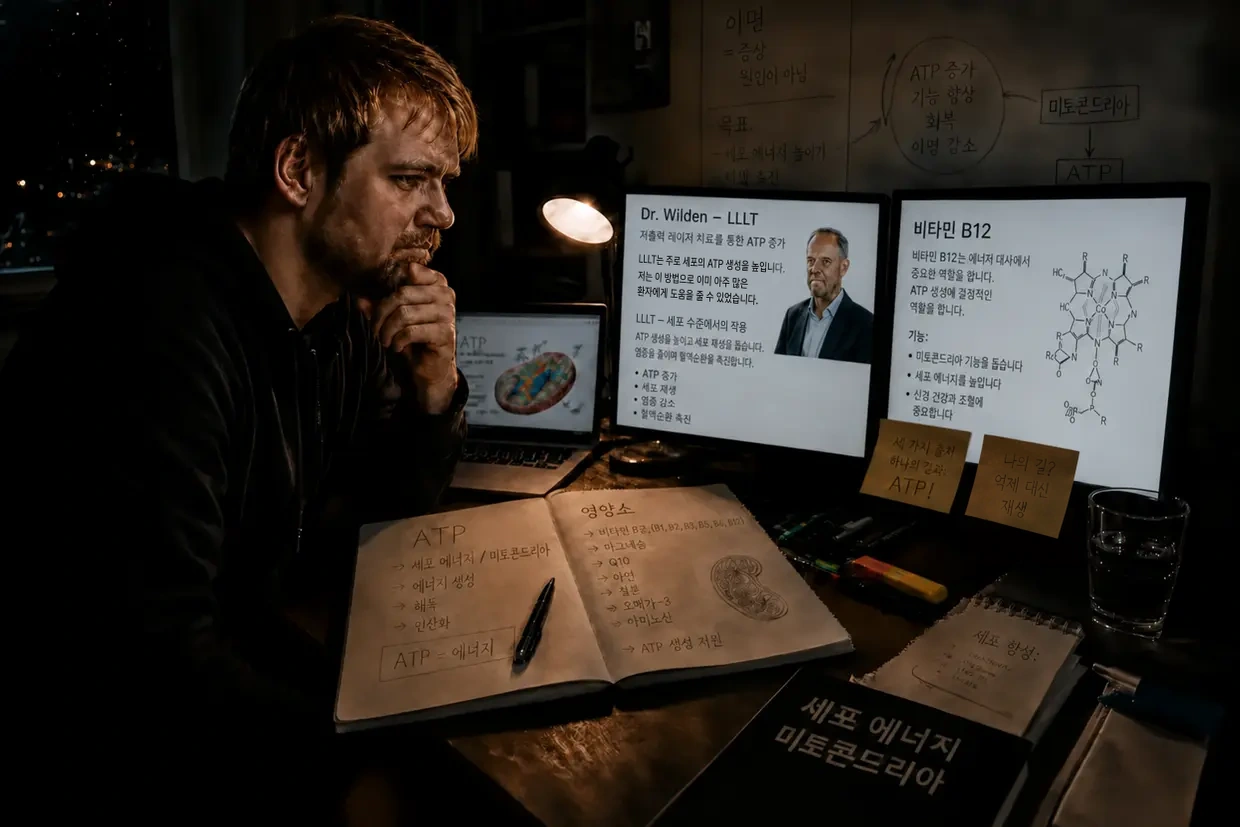 이명
= 증상
원인이 아님
목표:
– 세포 에너지 높이기
ATP 증가
기능 향상
회복
이명 감소
미토콘드리아
ATP
ATP
Dr. Wilden – LLLT
저출력 레이저 치료를 통한 ATP 증가
LLLT는 주로 세포의 ATP 생성을 높입니다.
저는 이 방법으로 이미 아주 많은
환자에게 도움을 줄 수 있었습니다.
LLLT – 세포 수준에서의 작용
ATP 생성을 높이고 세포 재생을 돕습니다.
염증을 줄이며 혈액순환을 촉진합니다.
• ATP 증가
• 세포 재생
• 염증 감소
• 혈액순환 촉진
비타민 B12
비타민 B12는 에너지 대사에서
중요한 역할을 합니다.
ATP 생성에 결정적인
역할을 합니다.
기능:
• 미토콘드리아 기능을 돕습니다
• 세포 에너지를 높입니다
• 신경 건강과 조혈에
중요합니다
HC
HC
N
N
N
N
Co
R
R
R
R
R
R
R
세 가지 출처
하나의 결과:
ATP!
나의 길?
억제 대신
재생
ATP
→ 세포 에너지 / 미토콘드리아
→ 에너지 생성
→ 해독
→ 인산화
ATP = 에너지
영양소
→ 비타민 B군, (B1, B2, B3, B5, B6, B12)
→ 마그네슘
→ Q10
→ 아연
→ 철분
→ 오메가-3
→ 아미노산
→ ATP 생성 지원
세포 항성:
세포 에너지
미토콘드리아